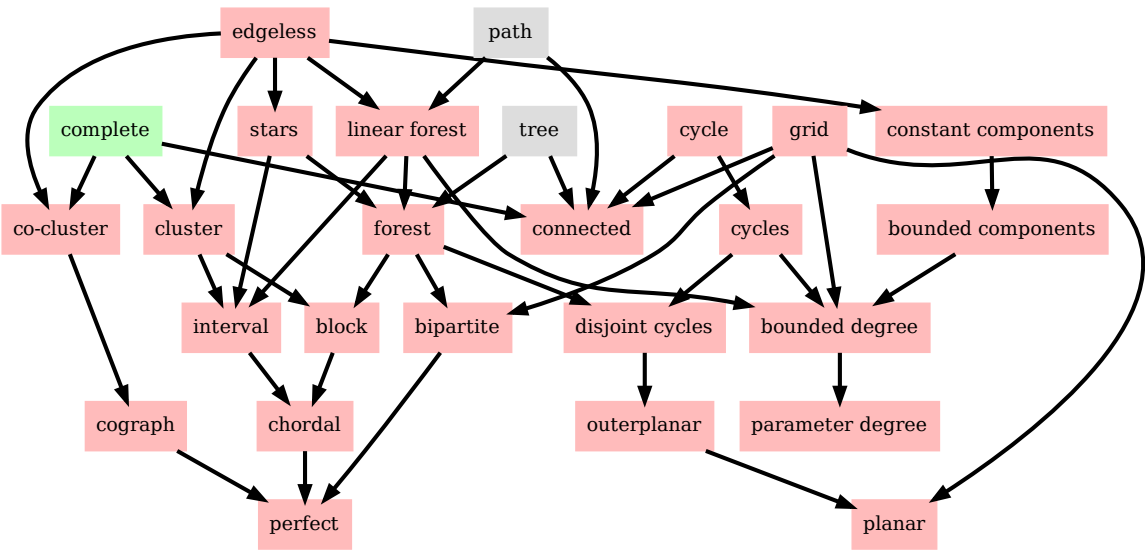 edgeless
path
complete
stars
linear forest
tree
cycle
grid
constant components
co-cluster
cluster
forest
connected
cycles
bounded components
interval
block
bipartite
disjoint cycles
bounded degree
cograph
chordal
outerplanar
parameter degree
perfect
planar